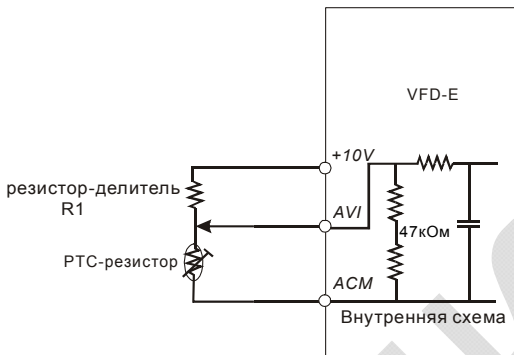 VFD-E
+10V
резистор-делитель
R1
AVI
47кОм
PTC-резистор
ACM
Внутренняя схема